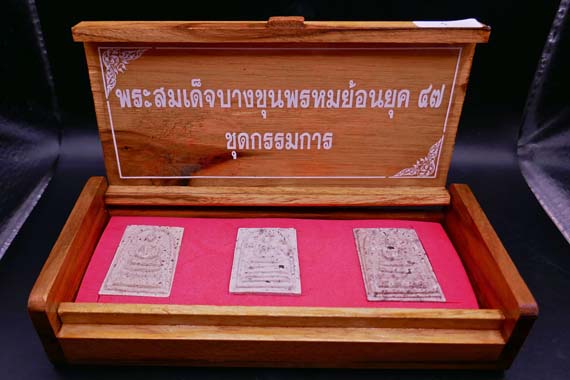 พระสมเด็จบางขุนพรหมย้อนยุค ๔๗
ชุดกรรมการ